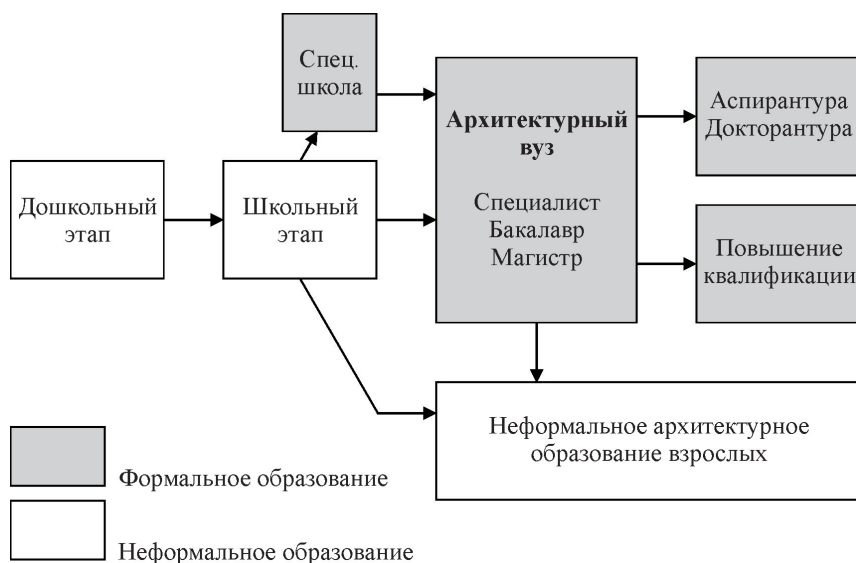 Спец.
школа
Архитектурный
вуз
Специалист
Бакалавр
Магистр
Аспирантура
Докторантура
Дошкольный
этап
Школьный
этап
Повышение
квалификации
Неформальное архитектурное
образование взрослых
Формальное образование
Неформальное образование